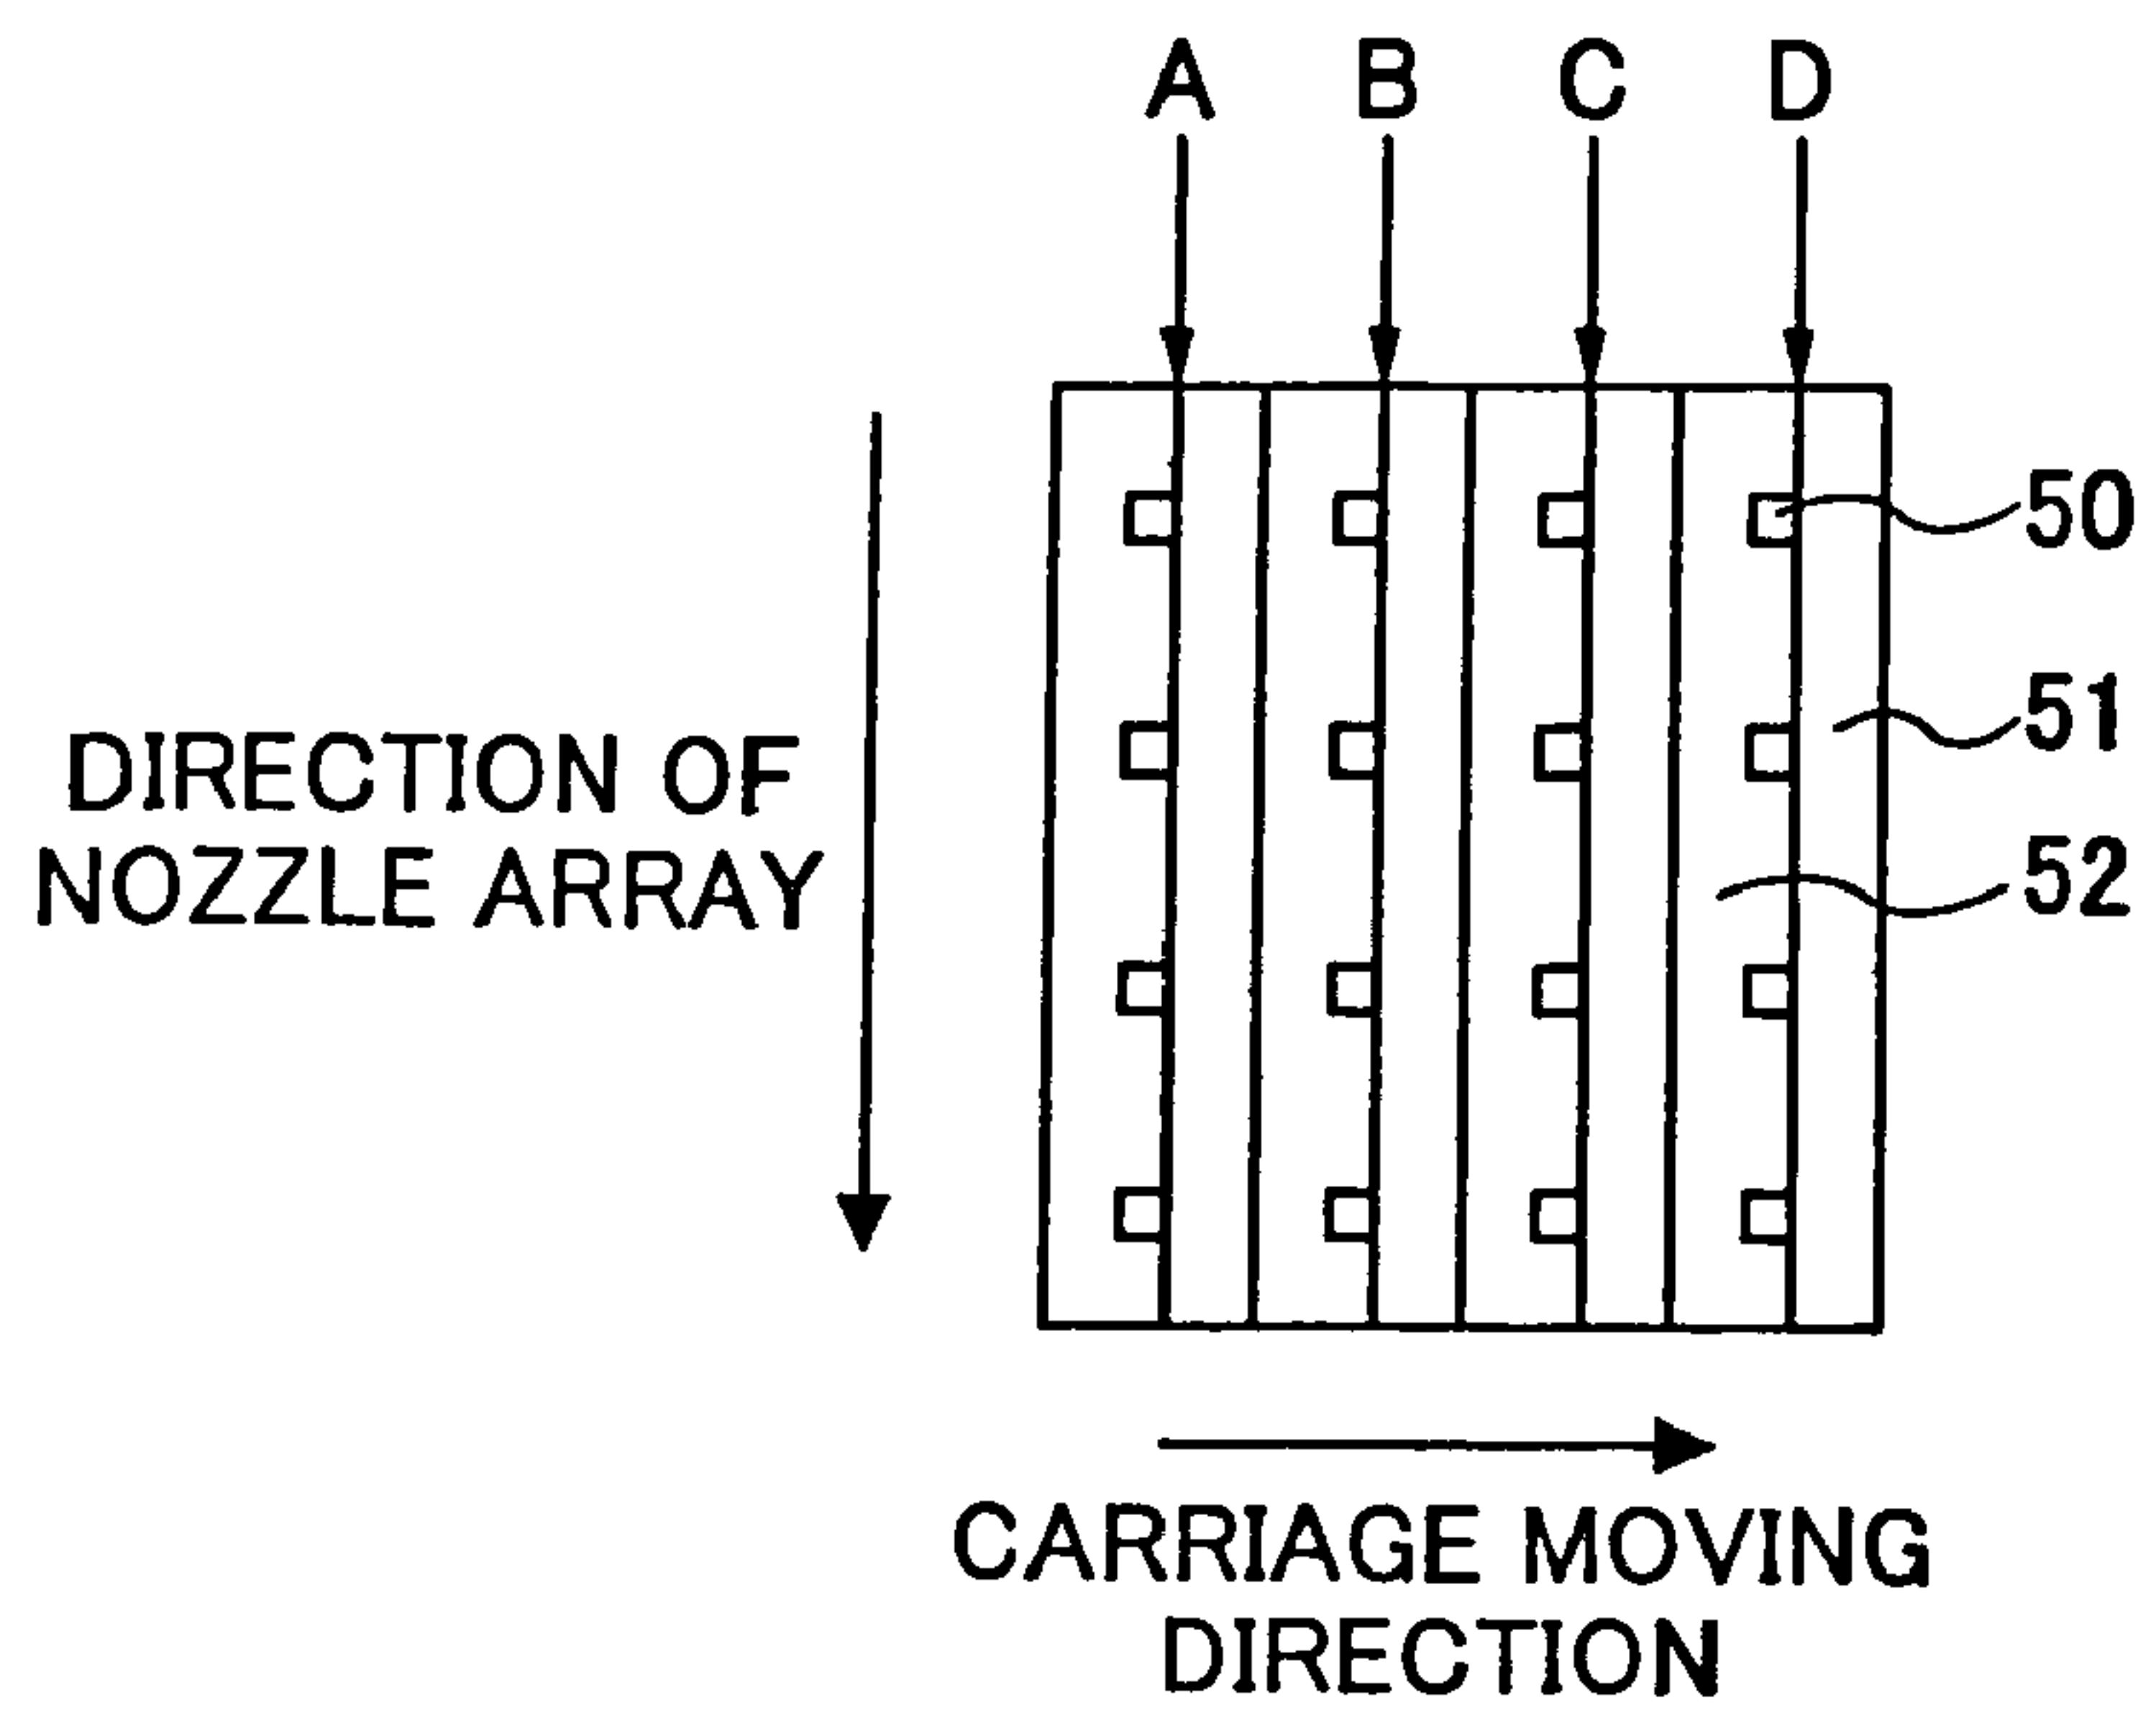 A B C D
50
51
52
DIRECTION OF
NOZZLE ARRAY
CARRIAGE MOVING
DIRECTION